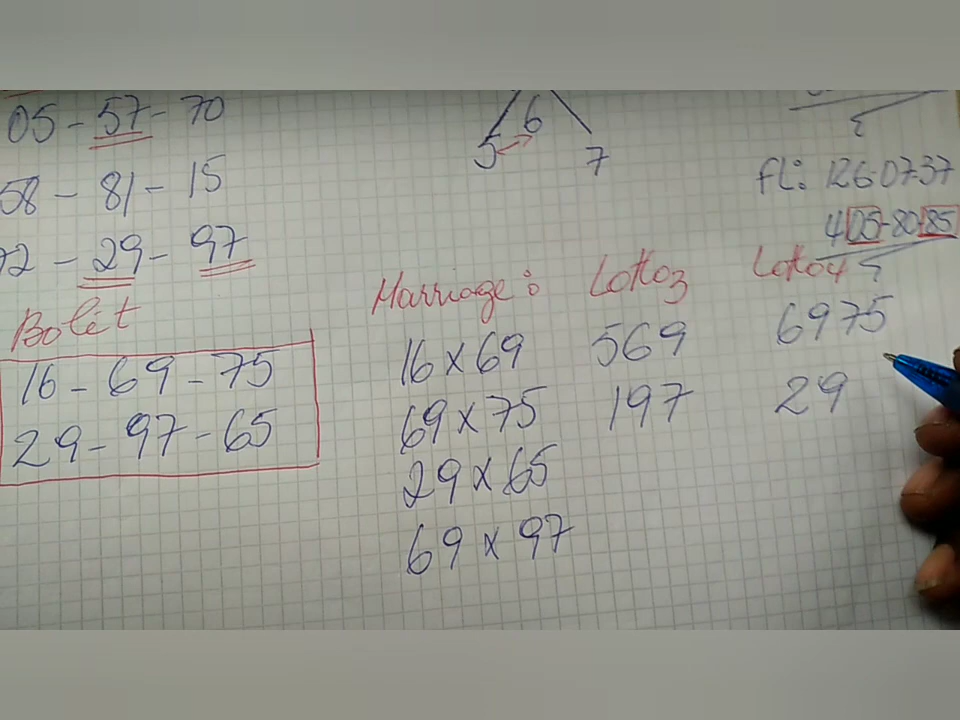 05 - 57 - 70
58 - 81 - 15
72 - 29 - 97
Bolèt
16 - 69 - 75
29 - 97 - 65
6
5 7
FL: 126-07-37
405-80-85
Marriage:
16 x 69
69 x 75
29 x 65
69 x 97
Lotto3
569
197
Lotto4
6975
29